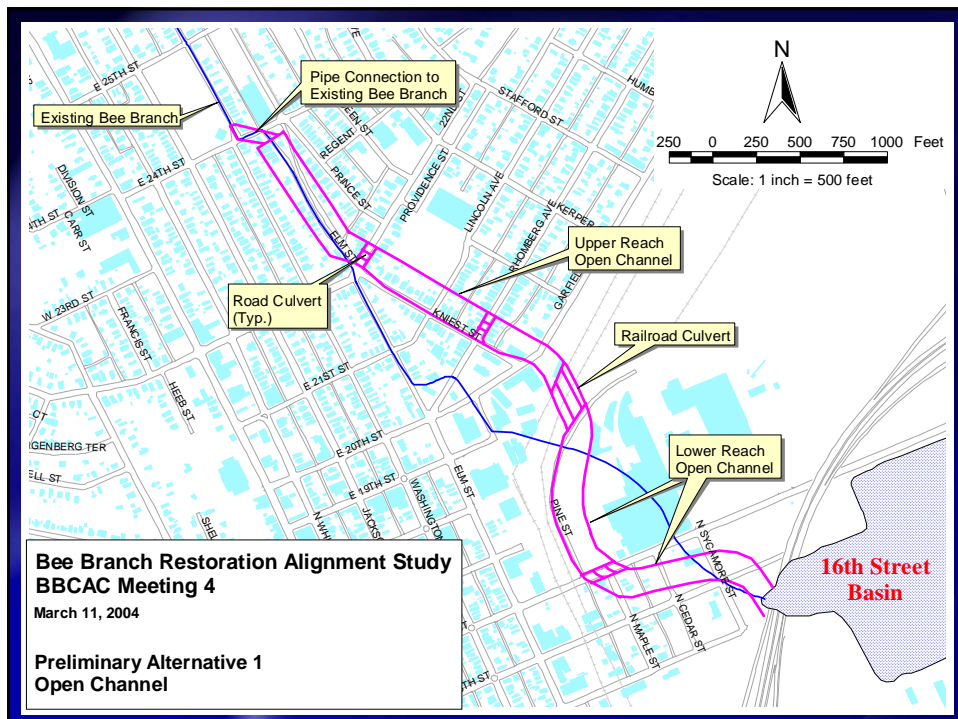 E 25TH ST
Existing Bee Branch
Pipe Connection to
Existing Bee Branch
N
250 0 250 500 750 1000 Feet
Scale: 1 inch = 500 feet
STAFFORD ST
22ND ST
REGENT ST
PRINCE ST
PROVIDENCE ST
LINCOLN AVE
RHOMBERG AVE
E 24TH ST
DIVISION ST
CARR ST
ELM ST
Upper Reach
Open Channel
Road Culvert
(Typ.)
W 23RD ST
FRANCIS ST
HEEB ST
KNIEST ST
Railroad Culvert
E 21ST ST
E 20TH ST
E 19TH ST
ELM ST
Lower Reach
Open Channel
PINE ST
N SYCAMORE ST
N CEDAR ST
N MAPLE ST
16th Street
Basin
Bee Branch Restoration Alignment Study
BBCAC Meeting 4
March 11, 2004
Preliminary Alternative 1
Open Channel